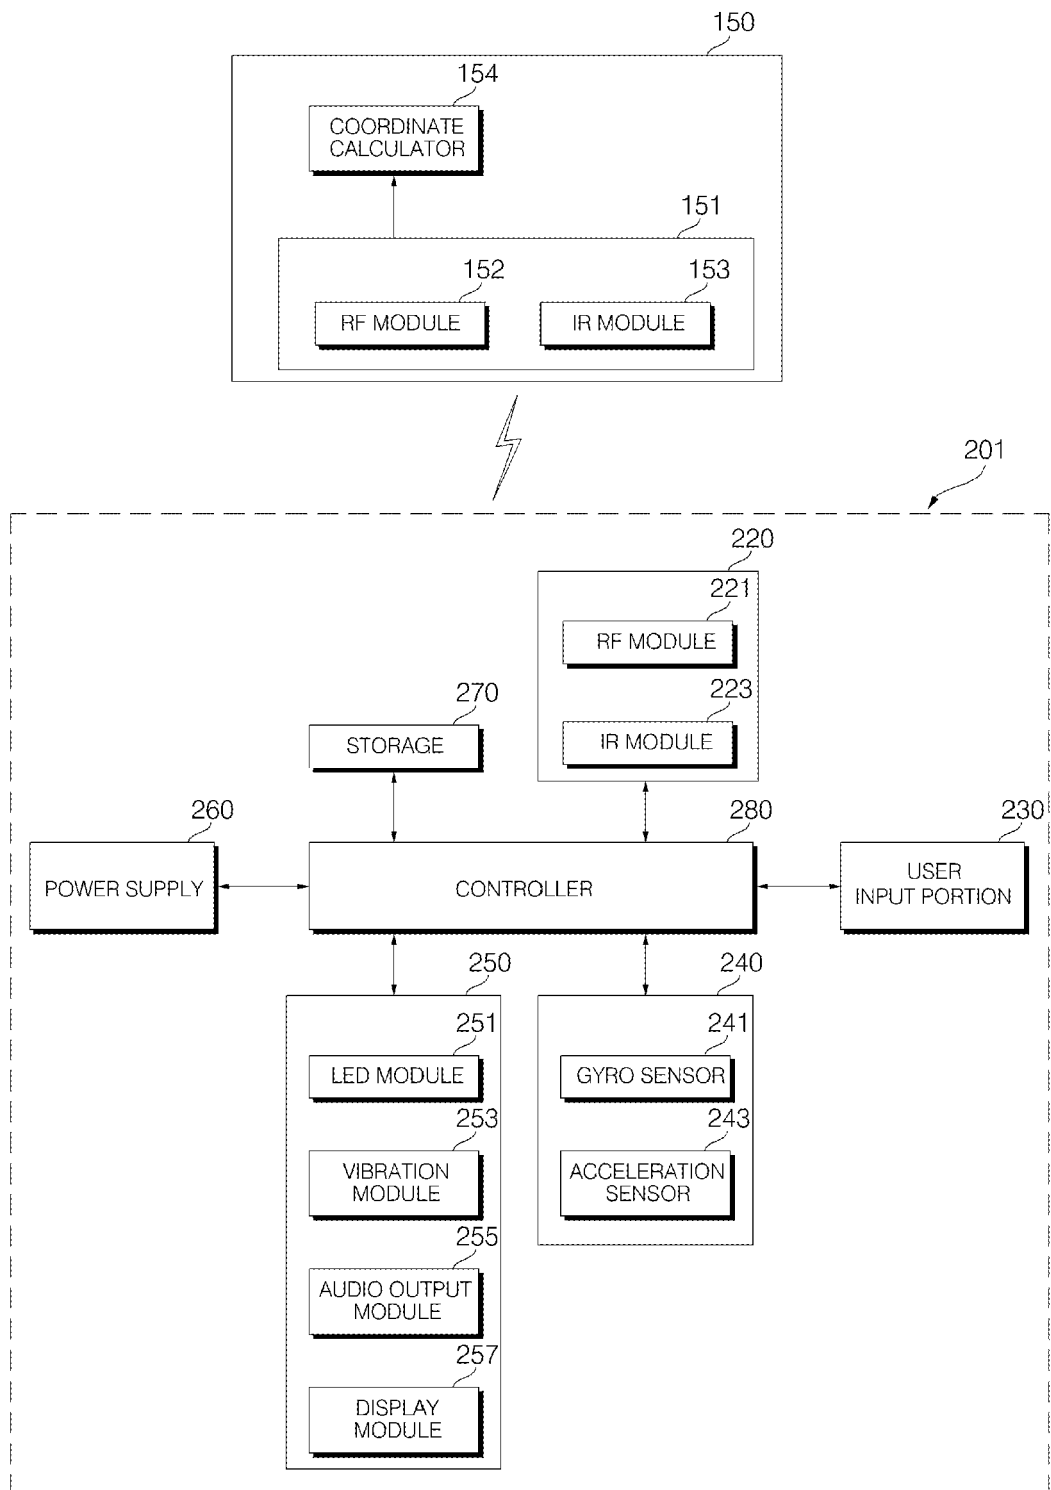 150
154
COORDINATE
CALCULATOR
151
152
153
RF MODULE
IR MODULE
201
220
221
RF MODULE
223
IR MODULE
270
STORAGE
260
280
230
POWER SUPPLY
CONTROLLER
USER
INPUT PORTION
250
240
251
LED MODULE
241
GYRO SENSOR
253
VIBRATION
MODULE
243
ACCELERATION
SENSOR
255
AUDIO OUTPUT
MODULE
257
DISPLAY
MODULE